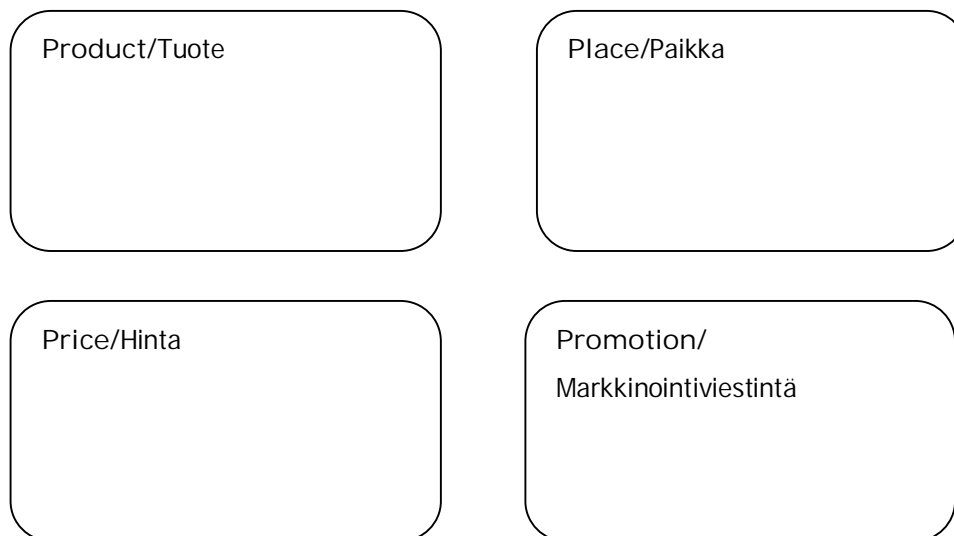 Product/Tuote
Place/Paikka
Price/Hinta
Promotion/
Markkinointiviestintä